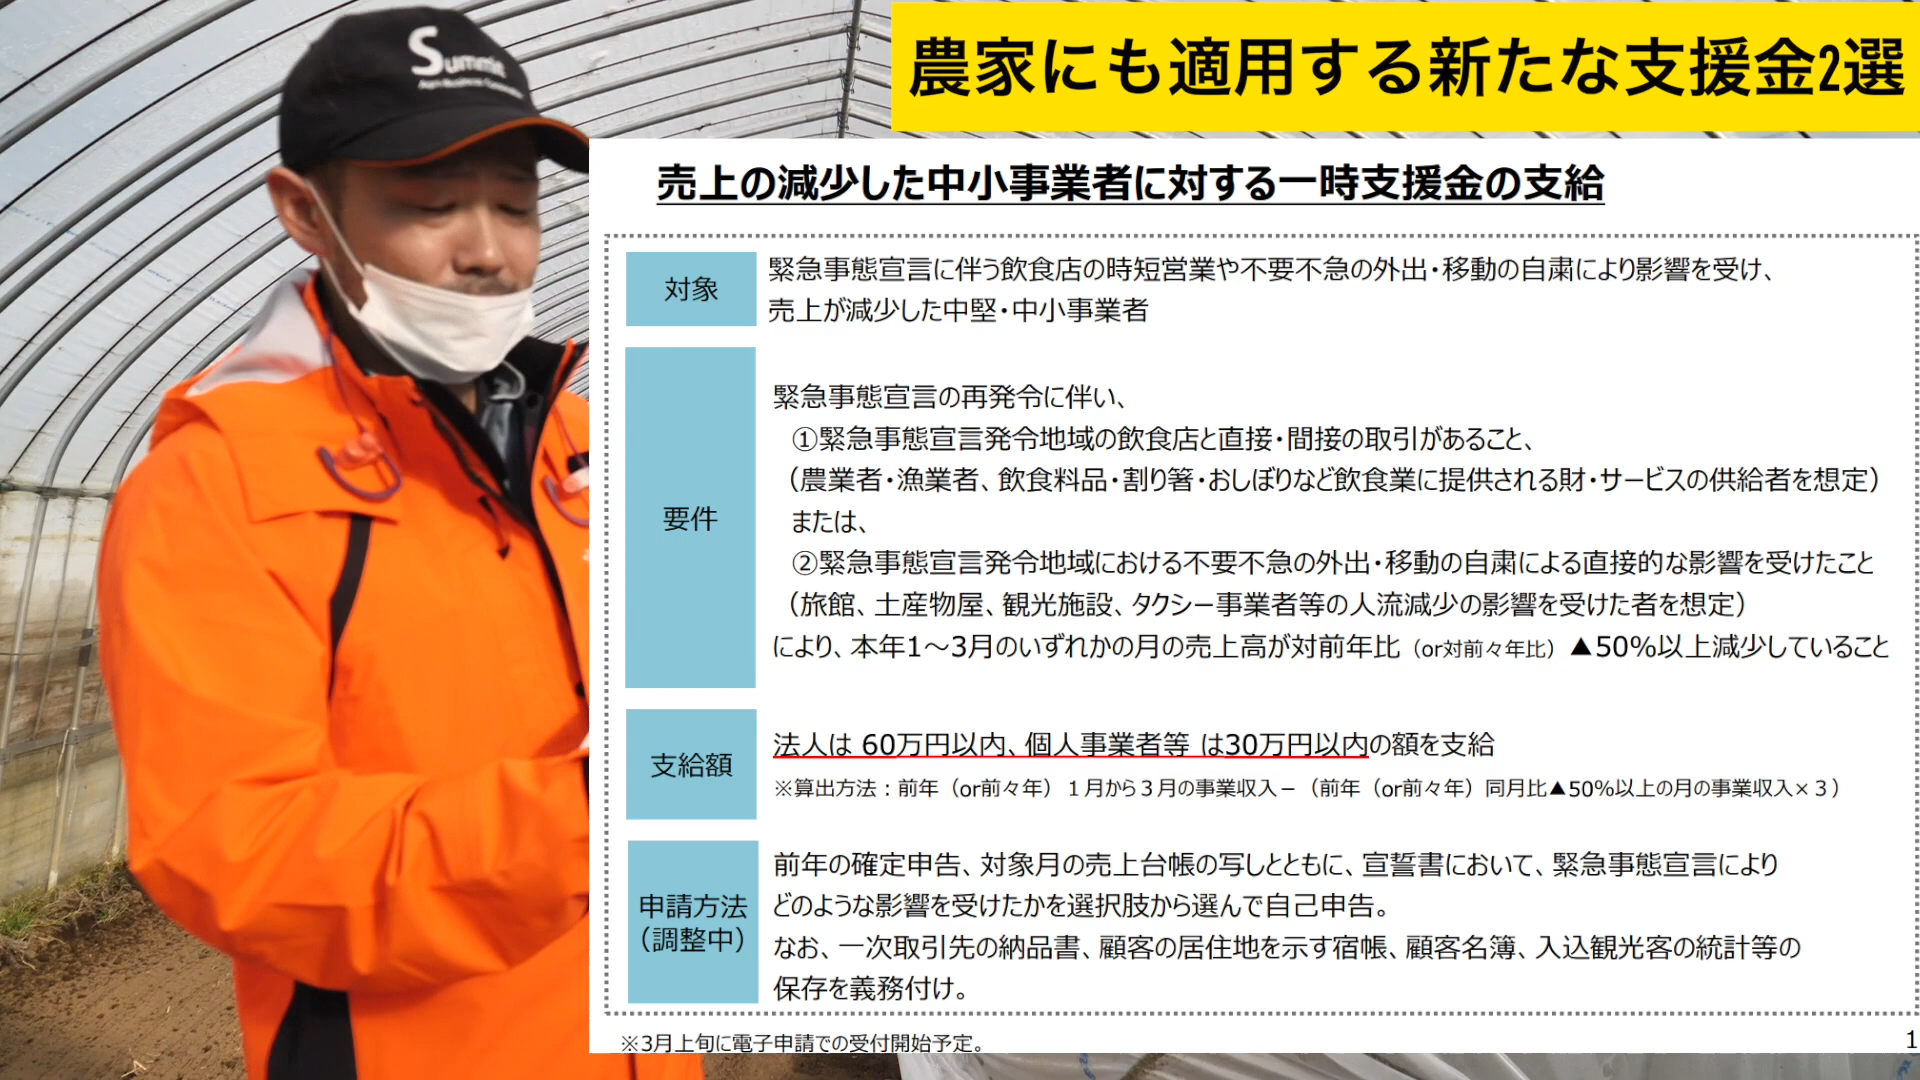 Summit
農家にも適用する新たな支援金2選
売上の減少した中小事業者に対する一時支援金の支給
対象
緊急事態宣言に伴う飲食店の時短営業や不要不急の外出・移動の自粛により影響を受け、
売上が減少した中堅・中小事業者
要件
緊急事態宣言の再発令に伴い、
①緊急事態宣言発令地域の飲食店と直接・間接の取引があること、
（農業者・漁業者、飲食料品・割り箸・おしぼりなど飲食業に提供される財・サービスの供給者を想定）
または、
②緊急事態宣言発令地域における不要不急の外出・移動の自粛による直接的な影響を受けたこと
（旅館、土産物屋、観光施設、タクシー事業者等の人流減少の影響を受けた者を想定）
により、本年1～3月のいずれかの月の売上高が対前年比（or対前々年比）▲50％以上減少していること
支給額
法人は 60万円以内、個人事業者等 は30万円以内の額を支給
※算出方法：前年（or前々年）１月から３月の事業収入－（前年（or前々年）同月比▲50％以上の月の事業収入×３）
申請方法
（調整中）
前年の確定申告、対象月の売上台帳の写しとともに、宣誓書において、緊急事態宣言により
どのような影響を受けたかを選択肢から選んで自己申告。
なお、一次取引先の納品書、顧客の居住地を示す宿帳、顧客名簿、入込観光客の統計等の
保存を義務付け。
※3月上旬に電子申請での受付開始予定。
1